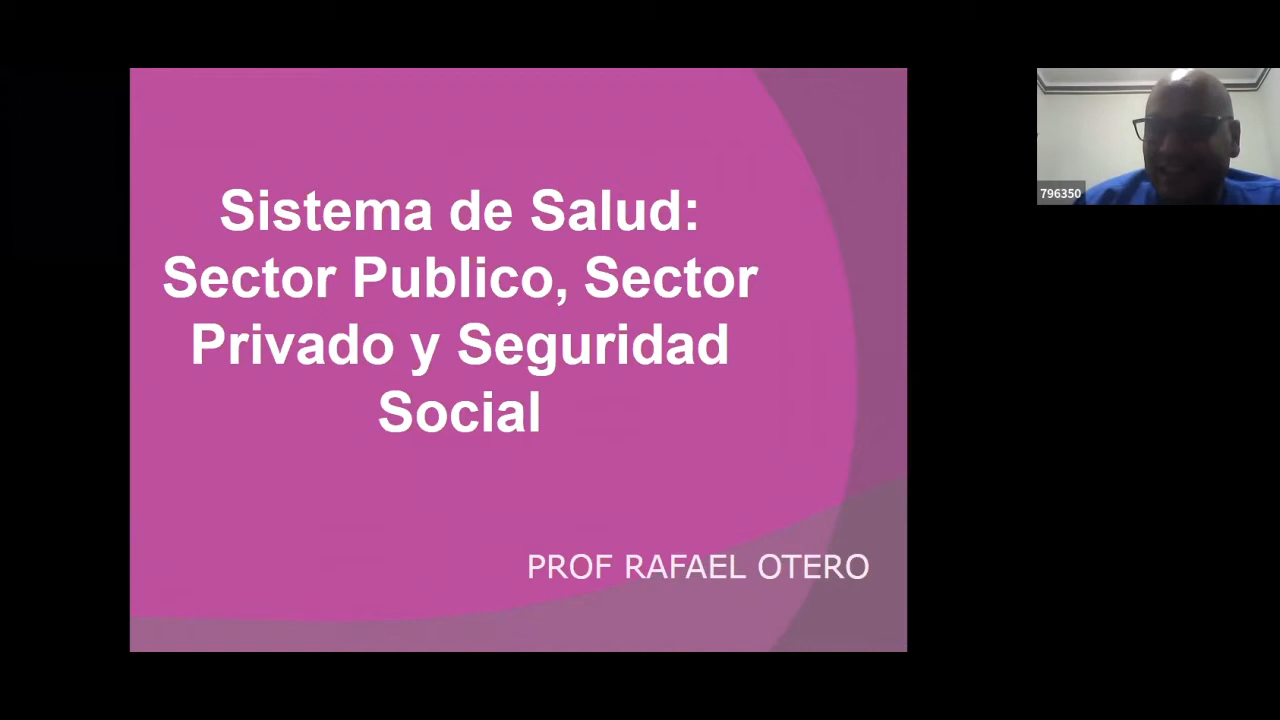 Sistema de Salud:
Sector Publico, Sector
Privado y Seguridad
Social
PROF RAFAEL OTERO
796350